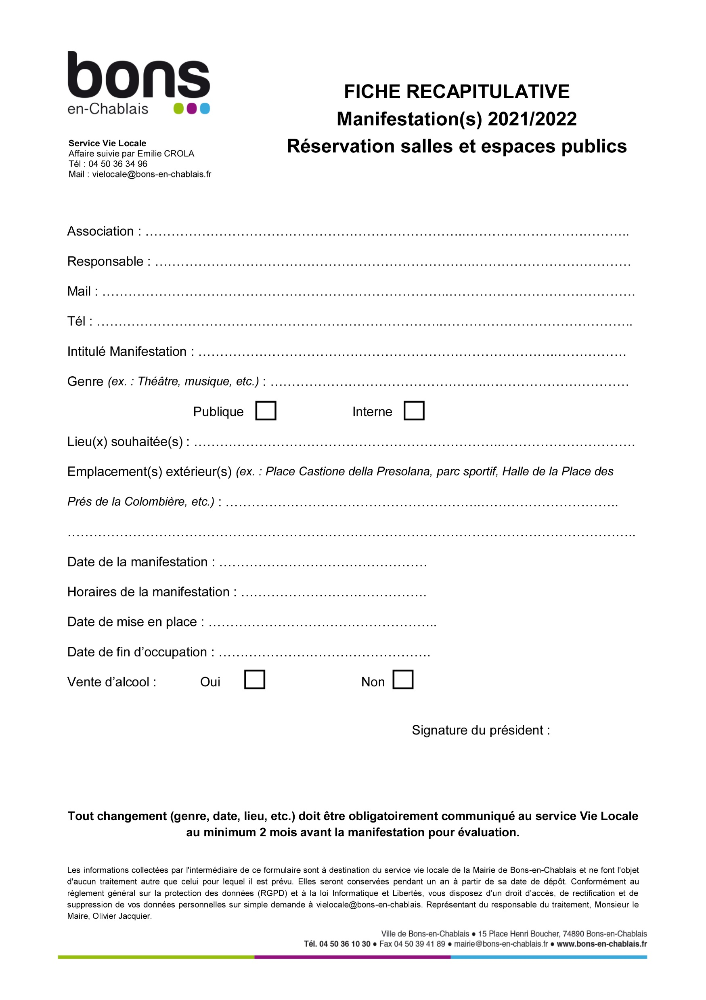 bons
en-Chablais
Service Vie Locale
Affaire suivie par Emilie CROLA
Tél : 04 50 36 34 96
Mail : vielocale@bons-en-chablais.fr
FICHE RECAPITULATIVE
Manifestation(s) 2021/2022
Réservation salles et espaces publics
Association : ……………………………………………………………………………………………………..
Responsable : ……………………………………………………………………………………………………
Mail : ……………………………………………………………………………………………………………….
Tél : ………………………………………………………………………………………………………………..
Intitulé Manifestation : ………………………………………………………………………………………….
Genre (ex. : Théâtre, musique, etc.) : …………………………………………………………………………
Publique Interne
Lieu(x) souhaitée(s) : …………………………………………………………………………………………….
Emplacement(s) extérieur(s) (ex. : Place Castione della Presolana, parc sportif, Halle de la Place des
Prés de la Colombière, etc.) : …………………………………………………………………………………..
……………………………………………………………………………………………………………………..
Date de la manifestation : …………………………………………
Horaires de la manifestation : …………………………………….
Date de mise en place : ……………………………………………..
Date de fin d’occupation : ………………………………………….
Vente d’alcool : Oui Non
Signature du président :
Tout changement (genre, date, lieu, etc.) doit être obligatoirement communiqué au service Vie Locale
au minimum 2 mois avant la manifestation pour évaluation.
Les informations collectées par l'intermédiaire de ce formulaire sont à destination du service vie locale de la Mairie de Bons-en-Chablais et ne font l'objet
d'aucun traitement autre que celui pour lequel il est prévu. Elles seront conservées pendant un an à partir de sa date de dépôt. Conformément au
règlement général sur la protection des données (RGPD) et à la loi Informatique et Libertés, vous disposez d’un droit d’accès, de rectification et de
suppression de vos données personnelles sur simple demande à vielocale@bons-en-chablais. Représentant du responsable du traitement, Monsieur le
Maire, Olivier Jacquier.
Ville de Bons-en-Chablais ● 15 Place Henri Boucher, 74890 Bons-en-Chablais
Tél. 04 50 36 10 30 ● Fax 04 50 39 41 89 ● mairie@bons-en-chablais.fr ● www.bons-en-chablais.fr